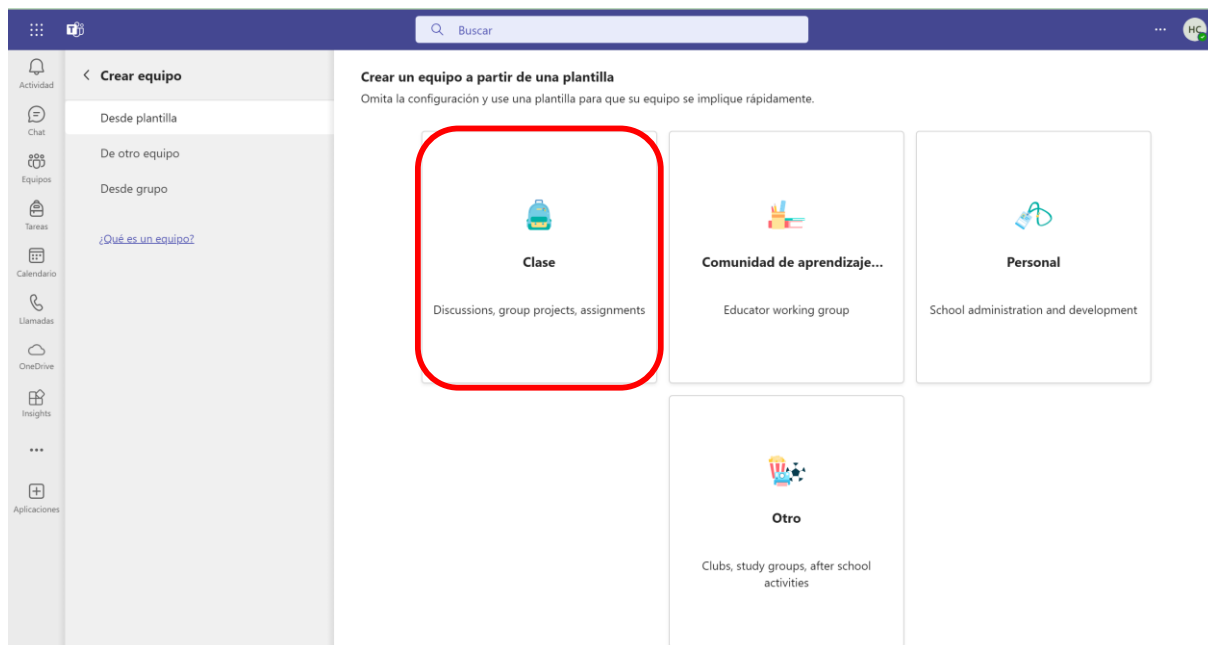 Buscar
HC
Actividad
Chat
Equipos
Tareas
Calendario
Llamadas
OneDrive
Insights
Aplicaciones
Crear equipo
Desde plantilla
De otro equipo
Desde grupo
¿Qué es un equipo?
Crear un equipo a partir de una plantilla
Omita la configuración y use una plantilla para que su equipo se implique rápidamente.
Clase
Discussions, group projects, assignments
Comunidad de aprendizaje...
Educator working group
Personal
School administration and development
Otro
Clubs, study groups, after school
activities